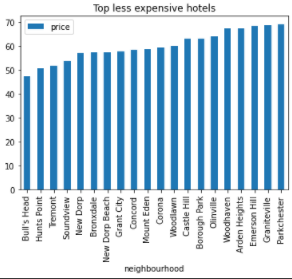 Top less expensive hotels
price
70
60
50
40
30
20
10
0
Bull's Head
Hunts Point
Tremont
Soundview
New Dorp
Bronxdale
New Dorp Beach
Grant City
Concord
Mount Eden
Corona
Woodlawn
Castle Hill
Borough Park
Olinville
Woodhaven
Arden Heights
Emerson Hill
Graniteville
Parkchester
neighbourhood